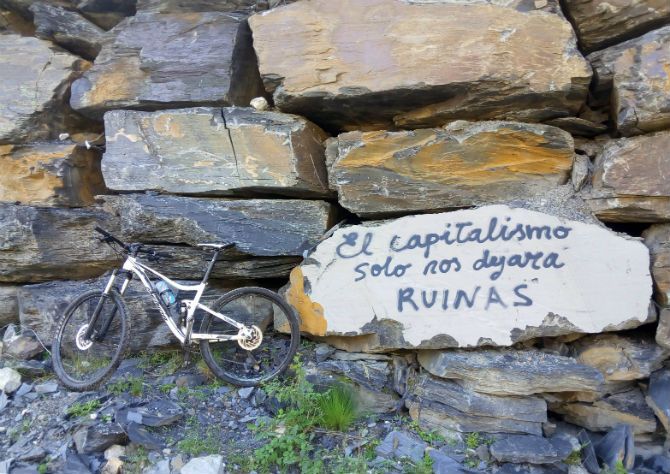 El capitalismo
solo nos dejara
RUINAS